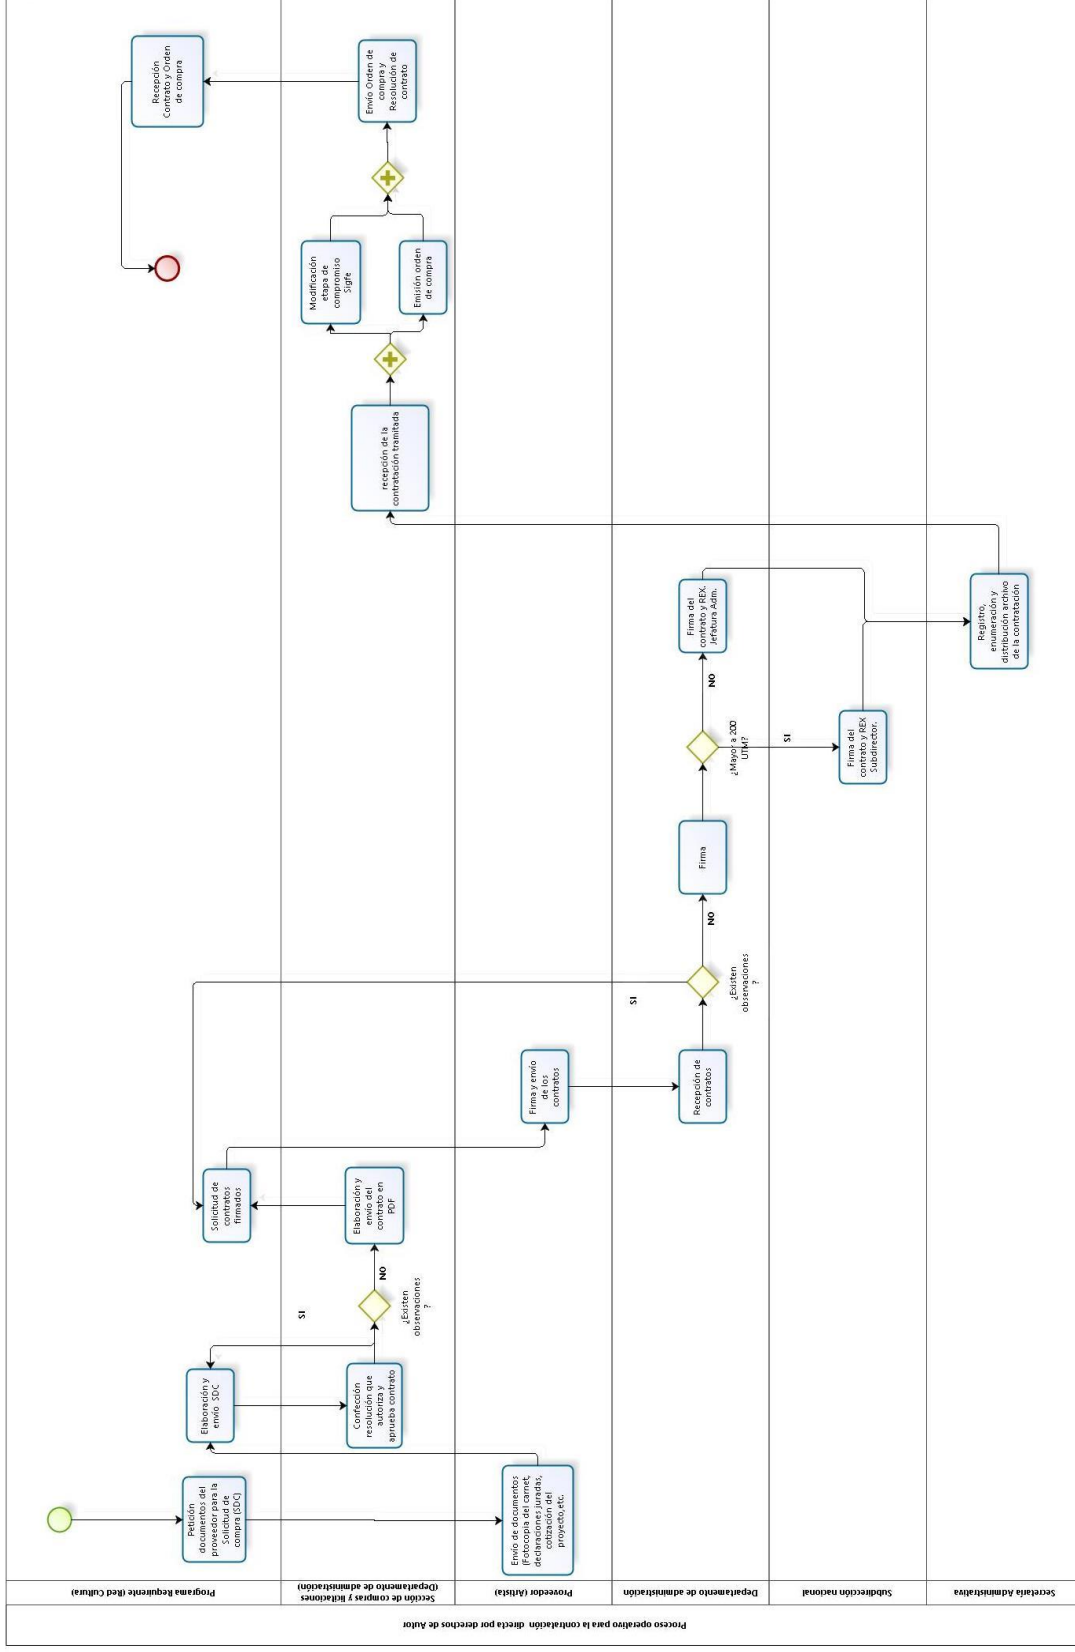 Proceso operativo para la contratatación directa por derechos de Autor
Programa Requirente (Red Cultura)
Sección de compras y licitaciones
(Departamento de administración)
Proveedor (Artista)
Departamento de administración
Subdirección nacional
Secretaria Administrativa
Petición
documentos del
proveedor para la
Solicitud de
compra (SDC)
Envío de documentos
(Fotocopia del carnet,
declaraciones juradas,
cotización del
proyecto,etc.
Elaboración y
envío SDC
Confección
resolución que
autoriza y
aprueba contrato
¿Existen
observaciones
?
SI
NO
Elaboración y
envío del
contrato en
PDF
Solicitud de
contratos
firmados
Firma y envío
de los
contratos
Recepción de
contratos
¿Existen
observaciones
?
SI
NO
Firma
¿Mayor a 200
UTM?
SI
NO
Firma del
contrato y REX
Subdirector.
Firma del
contrato y REX.
Jefatura Adm.
Registro,
enumeración y
distribución archivo
de la contratación
recepción de la
contratación tramitada
Modificación
etapa de
compromiso
Sigfe
Emisión orden
de compra
Envío Orden de
compra y
Resolución de
contrato
Recepción
Contrato y Orden
de compra